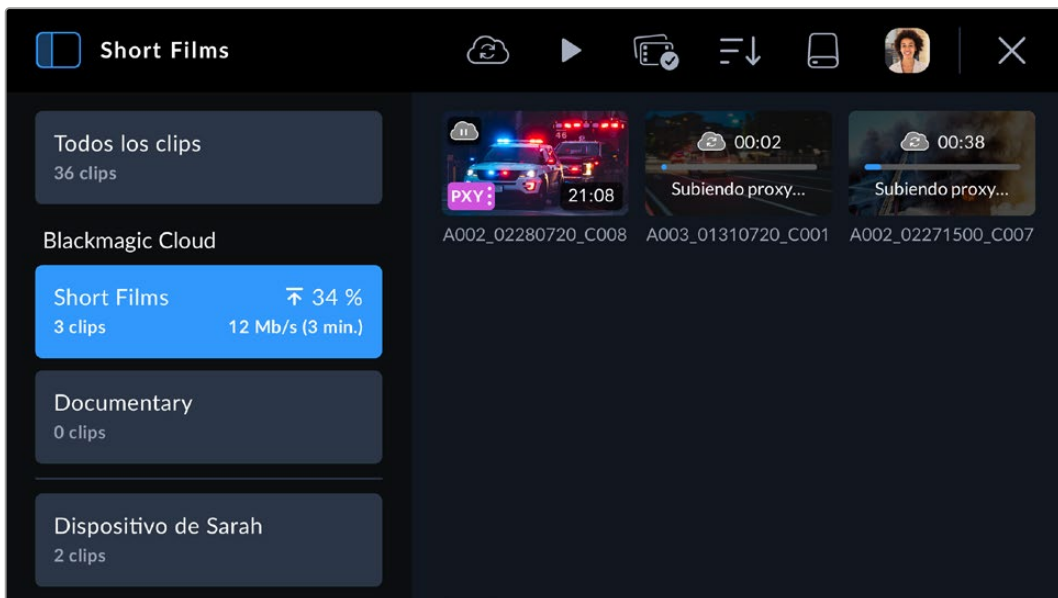 Short Films
Todos los clips
36 clips
Blackmagic Cloud
Short Films 34 %
3 clips 12 Mb/s (3 min.)
Documentary
0 clips
Dispositivo de Sarah
2 clips
46
PXY
21:08
A002_02280720_C008
00:02
Subiendo proxy...
A003_01310720_C001
00:38
Subiendo proxy...
A002_02271500_C007